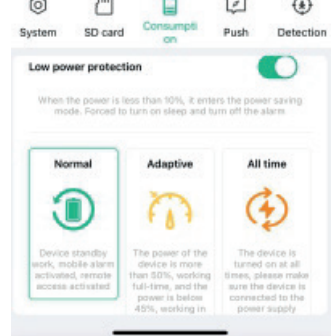 System SD card Consumpti Push Detection
on
Low power protection
When the power is less than 10%, it enters the power saving
mode. Forced to turn on sleep and turn off the alarm
Normal Adaptive All time
Device standby The power of the The device is
work, mobile alarm device is more turned on at all
activated, remote than 50%, working times, please make
access activated full-time, and the sure the device is
power is below connected to the
45%, working in power supply